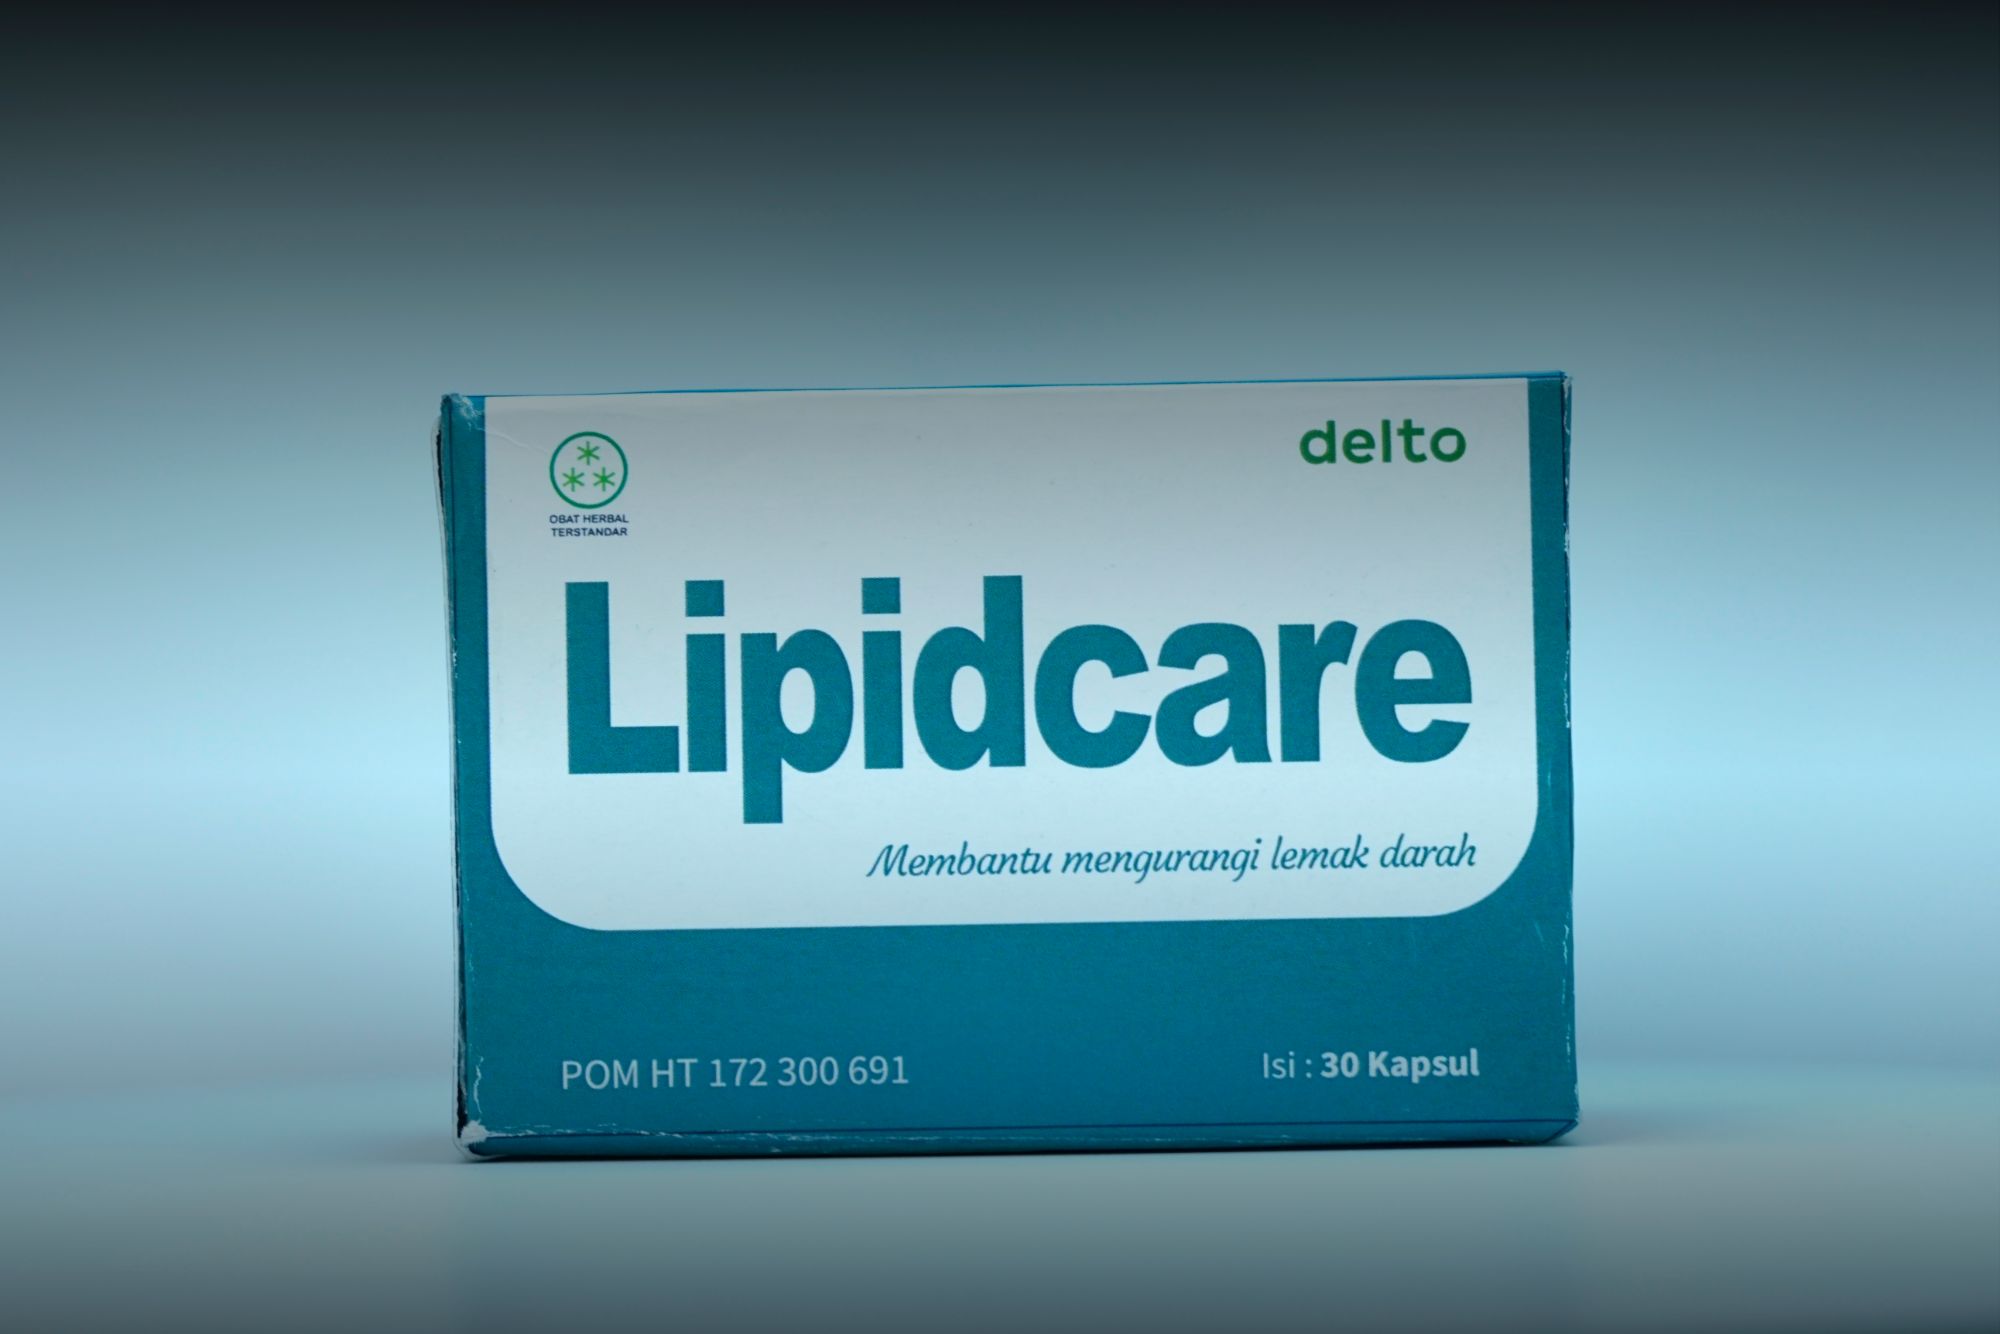 delto
OBAT HERBAL
TERSTANDAR
Lipidcare
Membantu mengurangi lemak darah
POM HT 172 300 691
Isi : 30 Kapsul